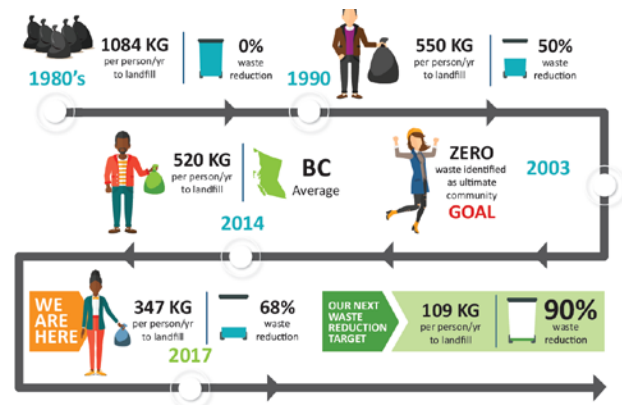 1084 KG
per person/yr
to landfill
0%
waste
reduction
1980's
1990
550 KG
per person/yr
to landfill
50%
waste
reduction
2003
ZERO
waste identified
as ultimate
community
GOAL
BC
Average
520 KG
per person/yr
to landfill
2014
WE
ARE
HERE
347 KG
per person/yr
to landfill
68%
waste
reduction
2017
OUR NEXT
WASTE
REDUCTION
TARGET
109 KG
per person/yr
to landfill
90%
waste
reduction